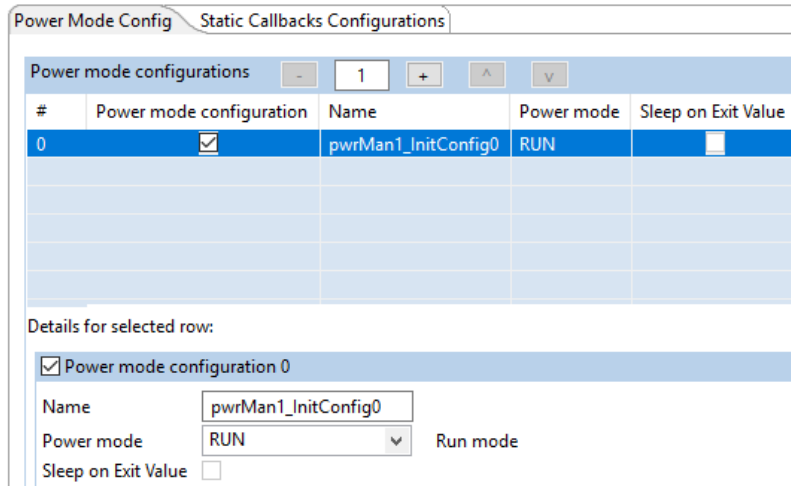 Power Mode Config Static Callbacks Configurations
Power mode configurations - 1 + ^ v
# Power mode configuration Name Power mode Sleep on Exit Value
0 pwrMan1_InitConfig0 RUN
Details for selected row:
Power mode configuration 0
Name pwrMan1_InitConfig0
Power mode RUN Run mode
Sleep on Exit Value